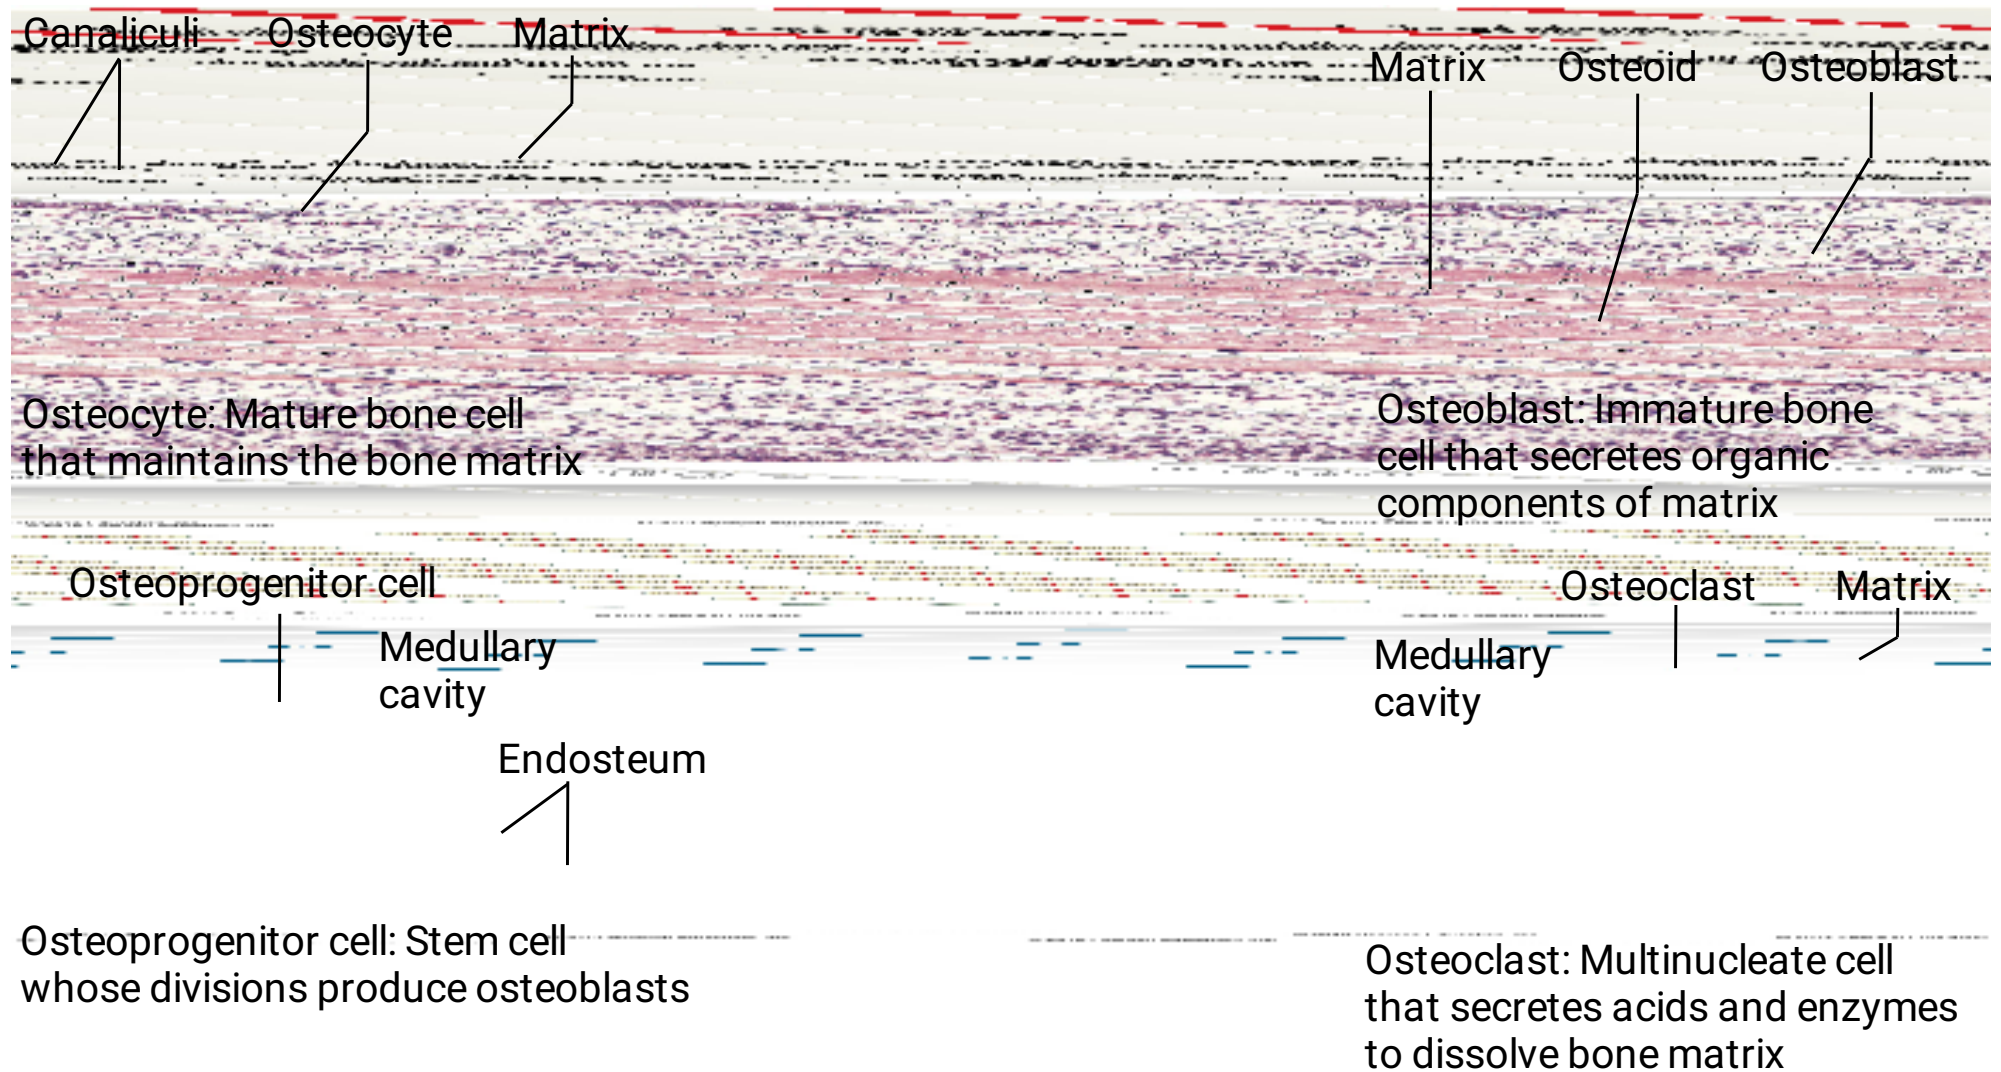 Canaliculi Osteocyte Matrix
Matrix Osteoid Osteoblast
Osteocyte: Mature bone cell
that maintains the bone matrix
Osteoblast: Immature bone
cell that secretes organic
components of matrix
Osteoprogenitor cell
Medullary
cavity
Endosteum
Osteoclast Matrix
Medullary
cavity
Osteoprogenitor cell: Stem cell
whose divisions produce osteoblasts
Osteoclast: Multinucleate cell
that secretes acids and enzymes
to dissolve bone matrix